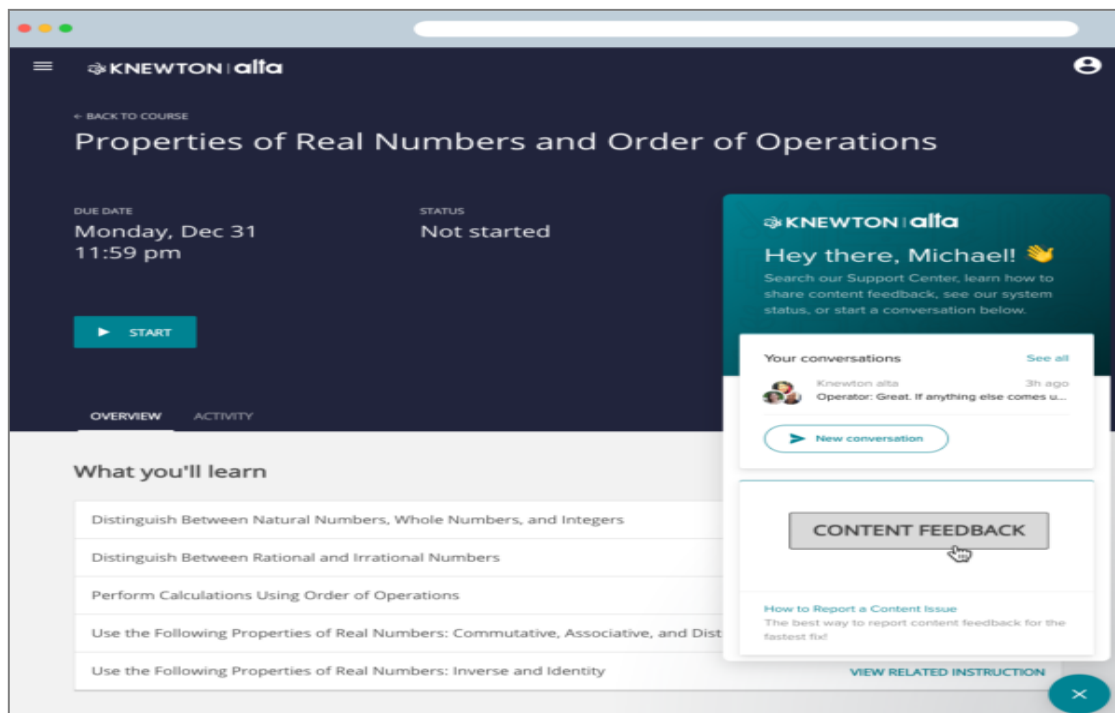 KNEWTON alta
← BACK TO COURSE
Properties of Real Numbers and Order of Operations
DUE DATE
Monday, Dec 31
11:59 pm
STATUS
Not started
START
OVERVIEW ACTIVITY
What you'll learn
Distinguish Between Natural Numbers, Whole Numbers, and Integers
Distinguish Between Rational and Irrational Numbers
Perform Calculations Using Order of Operations
Use the Following Properties of Real Numbers: Commutative, Associative, and Dist
Use the Following Properties of Real Numbers: Inverse and Identity
VIEW RELATED INSTRUCTION
KNEWTON alta
Hey there, Michael! 👋
Search our Support Center, learn how to
share content feedback, see our system
status, or start a conversation below.
Your conversations See all
Knewton alta 3h ago
Operator: Great. If anything else comes u...
New conversation
CONTENT FEEDBACK
How to Report a Content Issue
The best way to report content feedback for the
fastest fix!